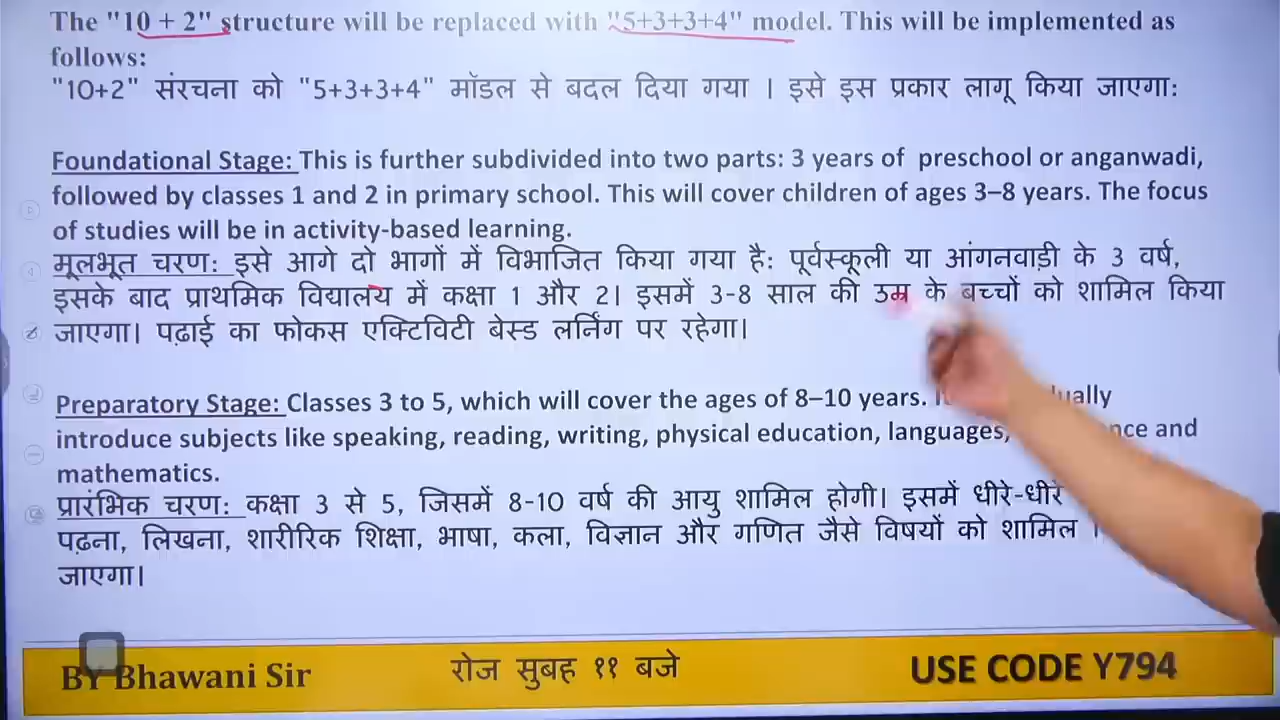 The "10 + 2" structure will be replaced with "5+3+3+4" model. This will be implemented as
follows:
"10+2" संरचना को "5+3+3+4" मॉडल से बदल दिया गया । इसे इस प्रकार लागू किया जाएगा:
Foundational Stage: This is further subdivided into two parts: 3 years of preschool or anganwadi,
followed by classes 1 and 2 in primary school. This will cover children of ages 3–8 years. The focus
of studies will be in activity-based learning.
मूलभूत चरण: इसे आगे दो भागों में विभाजित किया गया है: पूर्वस्कूली या आंगनवाड़ी के 3 वर्ष,
इसके बाद प्राथमिक विद्यालय में कक्षा 1 और 2। इसमें 3-8 साल की उम्र के बच्चों को शामिल किया
जाएगा। पढ़ाई का फोकस एक्टिविटी बेस्ड लर्निंग पर रहेगा।
Preparatory Stage: Classes 3 to 5, which will cover the ages of 8–10 years.
introduce subjects like speaking, reading, writing, physical education, languages, and
mathematics.
प्रारंभिक चरण: कक्षा 3 से 5, जिसमें 8-10 वर्ष की आयु शामिल होगी। इसमें धीरे-धीरे
पढ़ना, लिखना, शारीरिक शिक्षा, भाषा, कला, विज्ञान और गणित जैसे विषयों को शामिल
जाएगा।
BY Bhawani Sir रोज सुबह ११ बजे USE CODE Y794